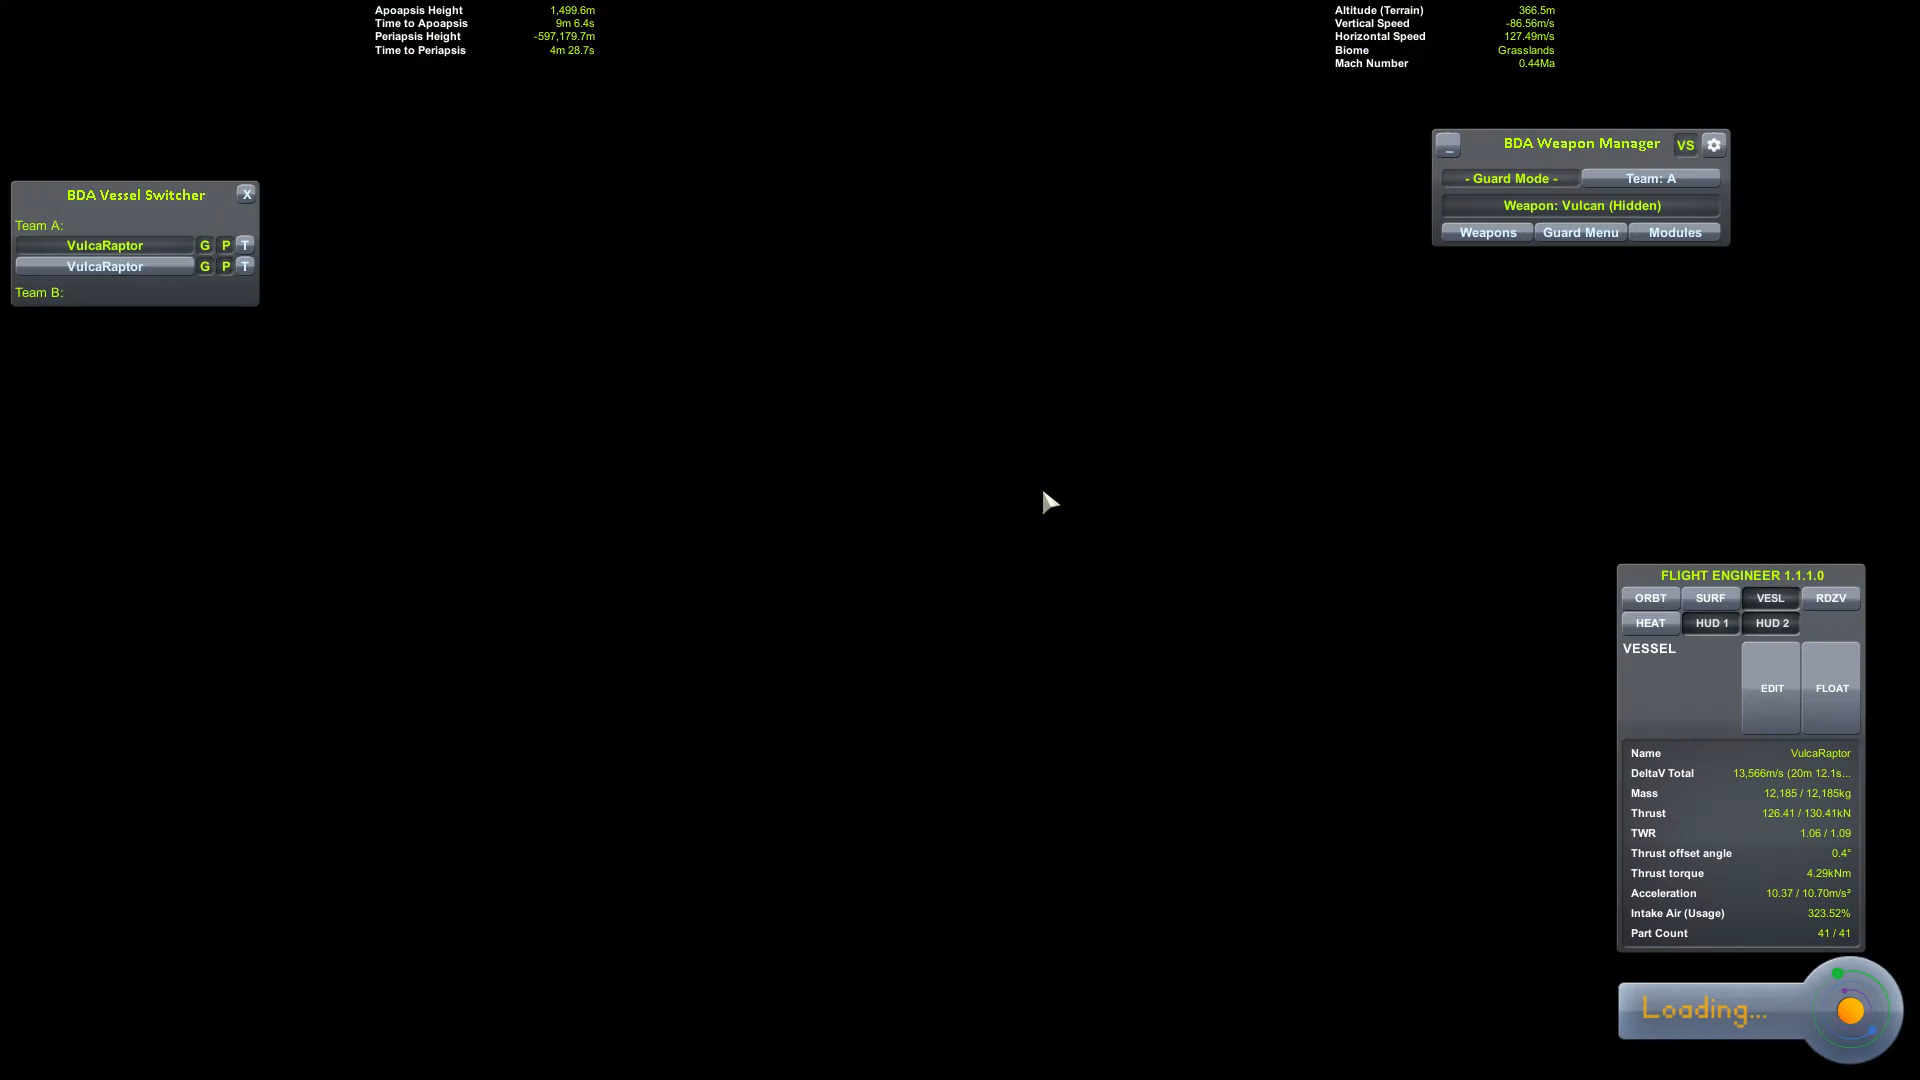 Apoapsis Height 1,499.6m
Time to Apoapsis 9m 6.4s
Periapsis Height -597,179.7m
Time to Periapsis 4m 28.7s
Altitude (Terrain) 366.5m
Vertical Speed -86.56m/s
Horizontal Speed 127.49m/s
Biome Grasslands
Mach Number 0.44Ma
BDA Vessel Switcher X
Team A:
VulcaRaptor G P T
VulcaRaptor G P T
Team B:
_ BDA Weapon Manager VS
- Guard Mode - Team: A
Weapon: Vulcan (Hidden)
Weapons Guard Menu Modules
FLIGHT ENGINEER 1.1.1.0
ORBT SURF VESL RDZV
HEAT HUD 1 HUD 2
VESSEL
EDIT FLOAT
Name VulcaRaptor
DeltaV Total 13,566m/s (20m 12.1s...
Mass 12,185 / 12,185kg
Thrust 126.41 / 130.41kN
TWR 1.06 / 1.09
Thrust offset angle 0.4°
Thrust torque 4.29kNm
Acceleration 10.37 / 10.70m/s²
Intake Air (Usage) 323.52%
Part Count 41 / 41
Loading...